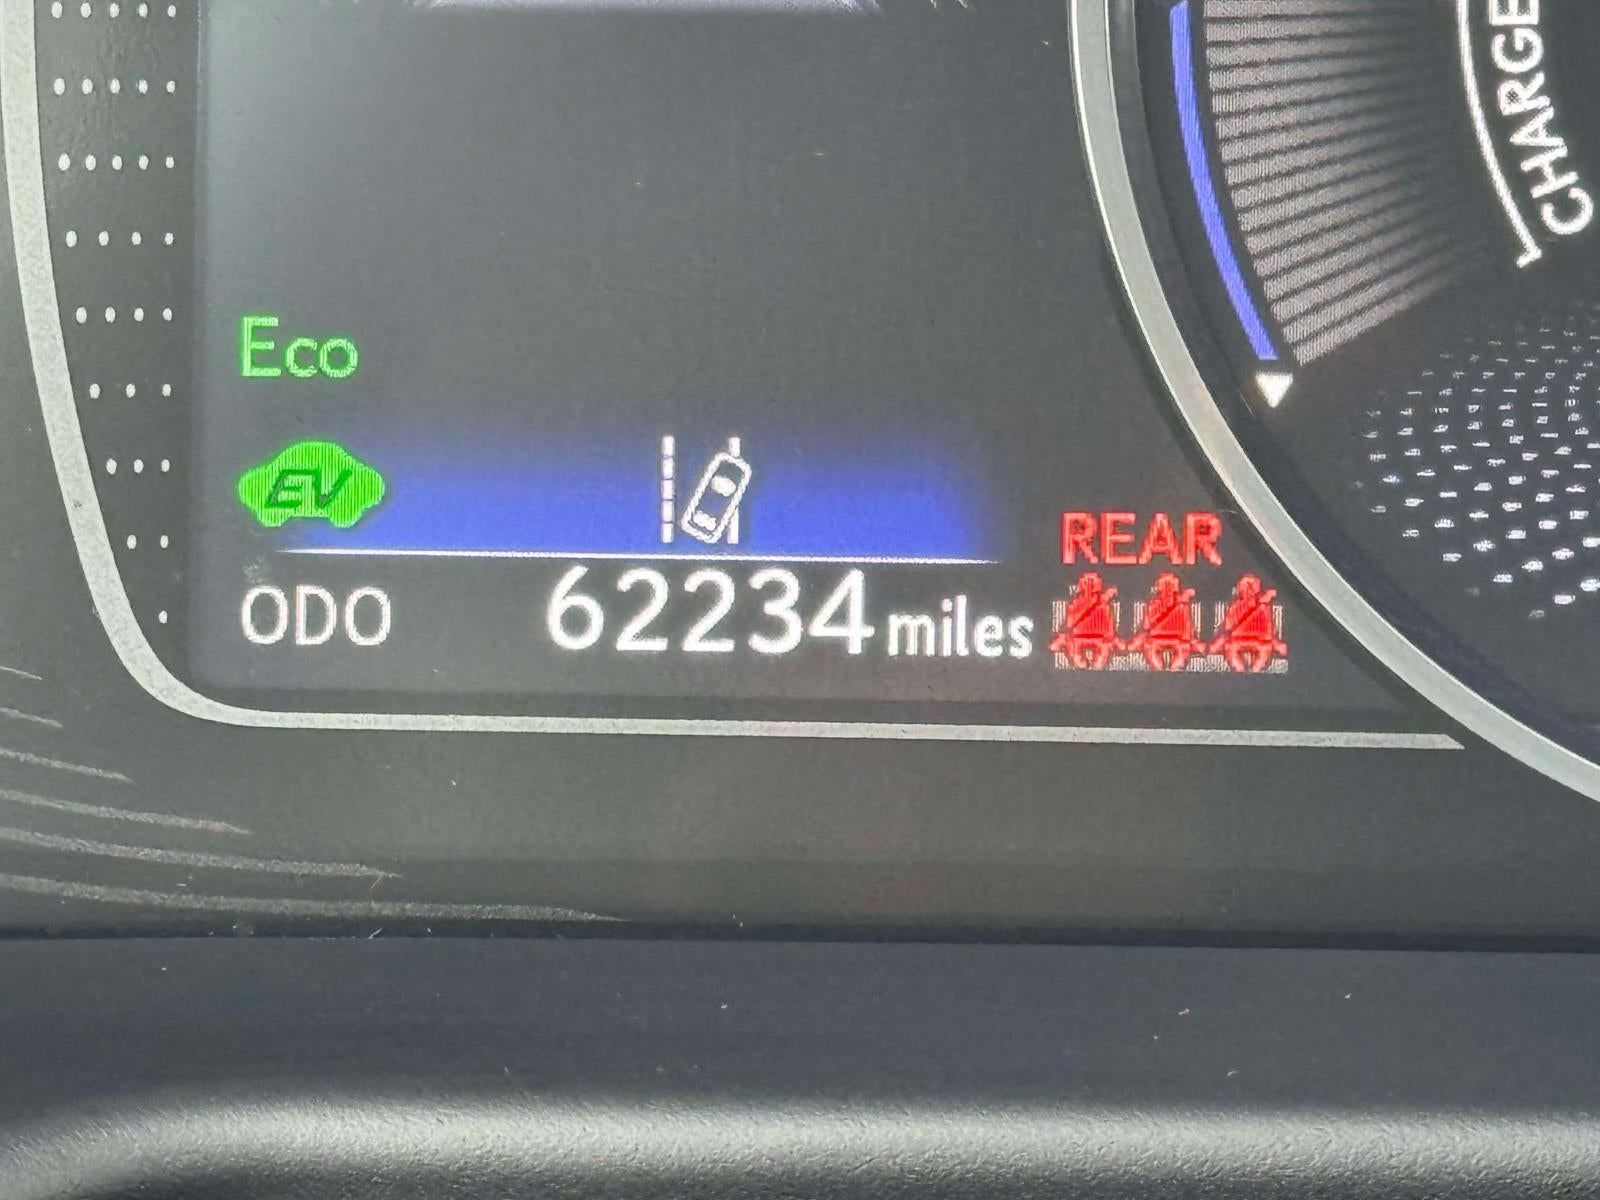 CHARGE
Eco
EV
REAR
ODO 62234 miles